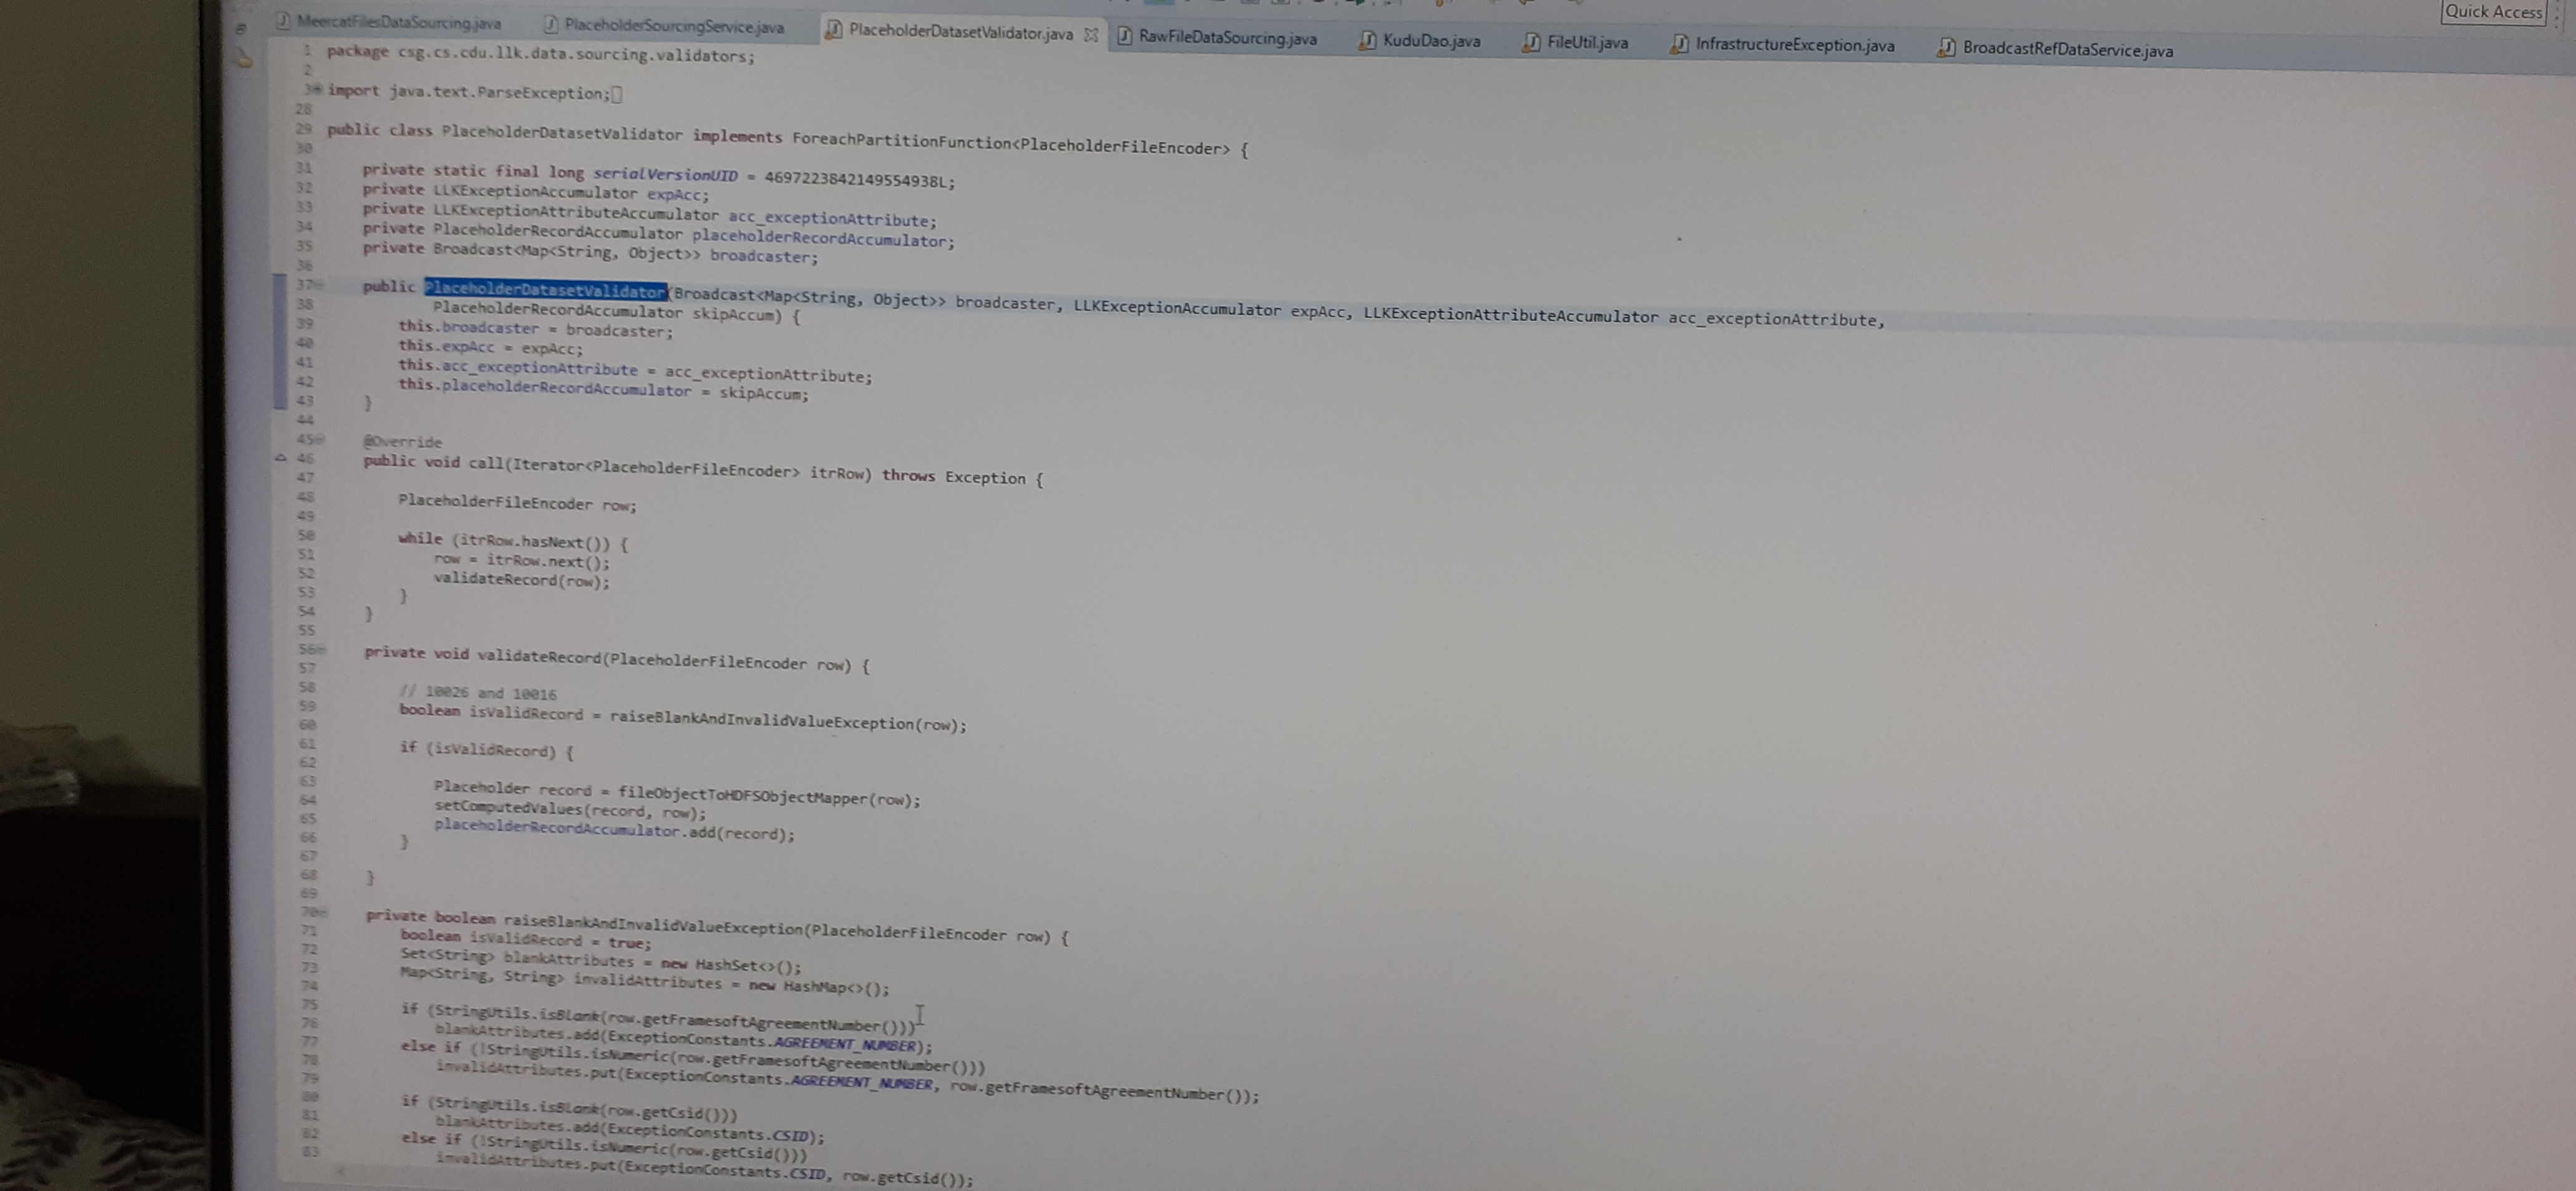 Quick Access
MeercatFilesDataSourcing.java PlaceholderSourcingService.java PlaceholderDatasetValidator.java RawFileDataSourcing.java KuduDao.java FileUtil.java InfrastructureException.java BroadcastRefDataService.java
1 package csg.cs.cdu.llk.data.sourcing.validators;
2
3 import java.text.ParseException;
28
29 public class PlaceholderDatasetValidator implements ForeachPartitionFunction<PlaceholderFileEncoder> {
30
31 private static final long serialVersionUID = 4697223842149554938L;
32 private LLKExceptionAccumulator expAcc;
33 private LLKExceptionAttributeAccumulator acc_exceptionAttribute;
34 private PlaceholderRecordAccumulator placeholderRecordAccumulator;
35 private Broadcast<Map<String, Object>> broadcaster;
36
37 public PlaceholderDatasetValidator(Broadcast<Map<String, Object>> broadcaster, LLKExceptionAccumulator expAcc, LLKExceptionAttributeAccumulator acc_exceptionAttribute,
38 PlaceholderRecordAccumulator skipAccum) {
39 this.broadcaster = broadcaster;
40 this.expAcc = expAcc;
41 this.acc_exceptionAttribute = acc_exceptionAttribute;
42 this.placeholderRecordAccumulator = skipAccum;
43 }
44
45 @Override
46 public void call(Iterator<PlaceholderFileEncoder> itrRow) throws Exception {
47
48 PlaceholderFileEncoder row;
49
50 while (itrRow.hasNext()) {
51 row = itrRow.next();
52 validateRecord(row);
53 }
54 }
55
56 private void validateRecord(PlaceholderFileEncoder row) {
57
58 // 10026 and 10016
59 boolean isValidRecord = raiseBlankAndInvalidValueException(row);
60
61 if (isValidRecord) {
62
63 Placeholder record = fileObjectToHDFSObjectMapper(row);
64 setComputedValues(record, row);
65 placeholderRecordAccumulator.add(record);
66 }
67
68 }
69
70 private boolean raiseBlankAndInvalidValueException(PlaceholderFileEncoder row) {
71 boolean isValidRecord = true;
72 Set<String> blankAttributes = new HashSet<>();
73 Map<String, String> invalidAttributes = new HashMap<>();
74
75 if (StringUtils.isBlank(row.getFramesoftAgreementNumber()))
76 blankAttributes.add(ExceptionConstants.AGREEMENT_NUMBER);
77 else if (!StringUtils.isNumeric(row.getFramesoftAgreementNumber()))
78 invalidAttributes.put(ExceptionConstants.AGREEMENT_NUMBER, row.getFramesoftAgreementNumber());
79
80 if (StringUtils.isBlank(row.getCsid()))
81 blankAttributes.add(ExceptionConstants.CSID);
82 else if (!StringUtils.isNumeric(row.getCsid()))
83 invalidAttributes.put(ExceptionConstants.CSID, row.getCsid());